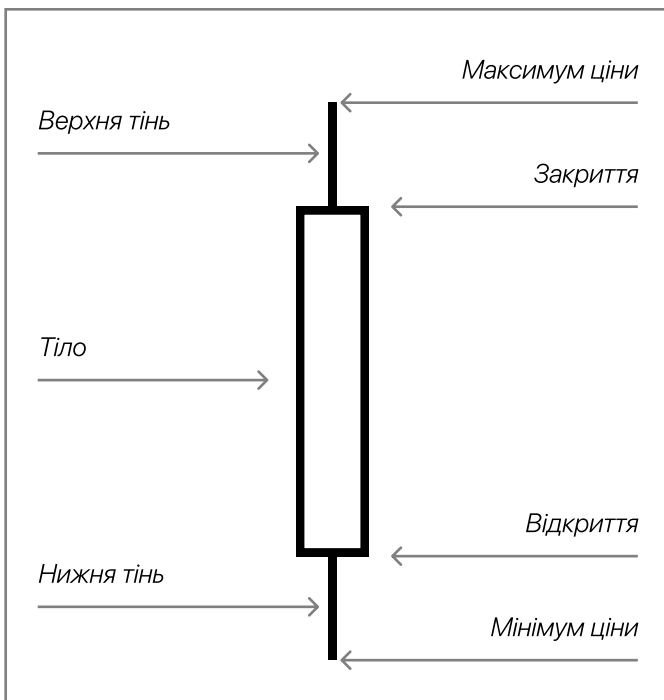 Максимум ціни
Верхня тінь
Закриття
Тіло
Відкриття
Нижня тінь
Мінімум ціни